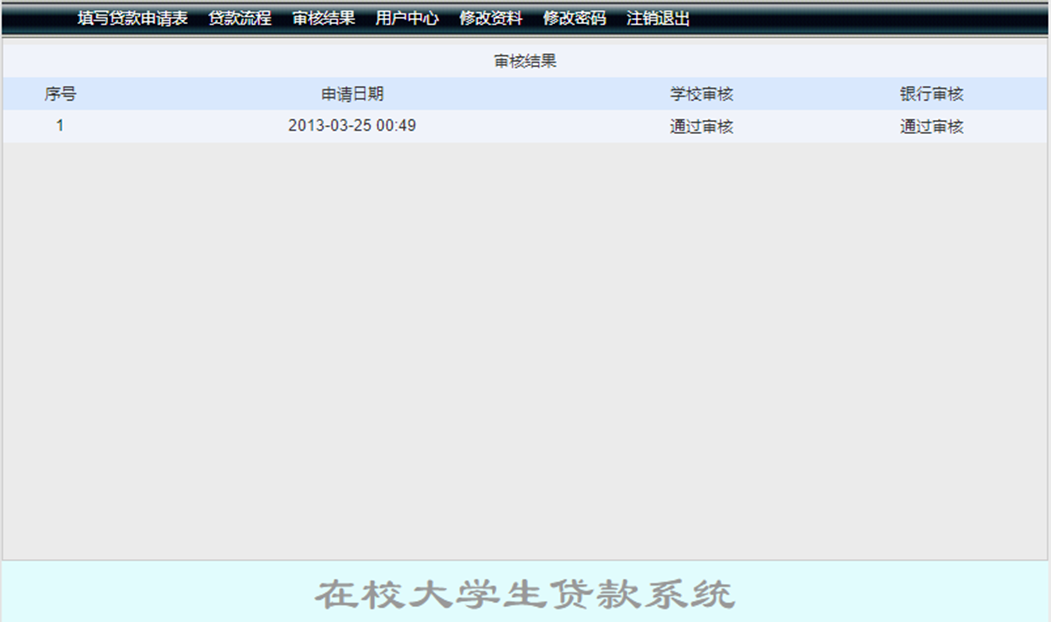 填写贷款申请表 贷款流程 审核结果 用户中心 修改资料 修改密码 注销退出
审核结果
序号 申请日期 学校审核 银行审核
1 2013-03-25 00:49 通过审核 通过审核
在校大学生贷款系统